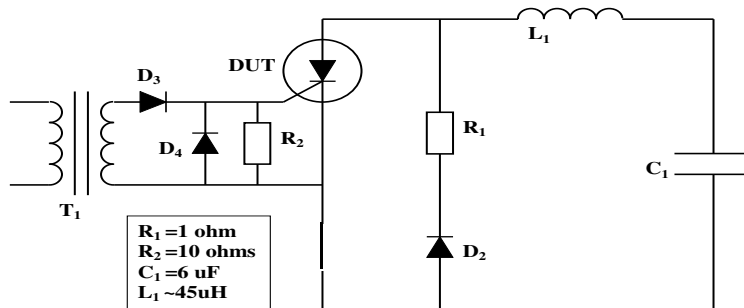 L₁
DUT
D₃
R₁
R₂
D₄
C₁
T₁
D₂
R₁ =1 ohm
R₂ =10 ohms
C₁ =6 uF
L₁ ~45uH